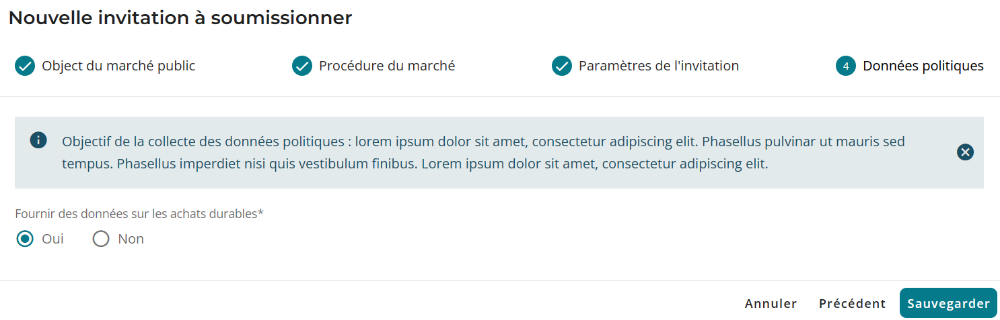 Nouvelle invitation à soumissionner
Object du marché public
Procédure du marché
Paramètres de l'invitation
4 Données politiques
Objectif de la collecte des données politiques : lorem ipsum dolor sit amet, consectetur adipiscing elit. Phasellus pulvinar ut mauris sed
tempus. Phasellus imperdiet nisi quis vestibulum finibus. Lorem ipsum dolor sit amet, consectetur adipiscing elit.
Fournir des données sur les achats durables*
Oui Non
Annuler Précédent Sauvegarder